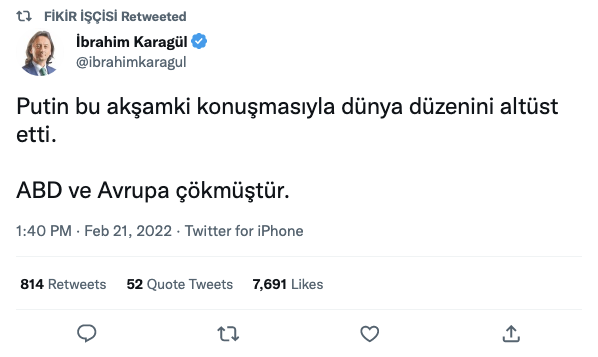 FİKİR İŞÇİSİ Retweeted
İbrahim Karagül
@ibrahimkaragul
Putin bu akşamki konuşmasıyla dünya düzenini altüst
etti.
ABD ve Avrupa çökmüştür.
1:40 PM · Feb 21, 2022 · Twitter for iPhone
814 Retweets 52 Quote Tweets 7,691 Likes